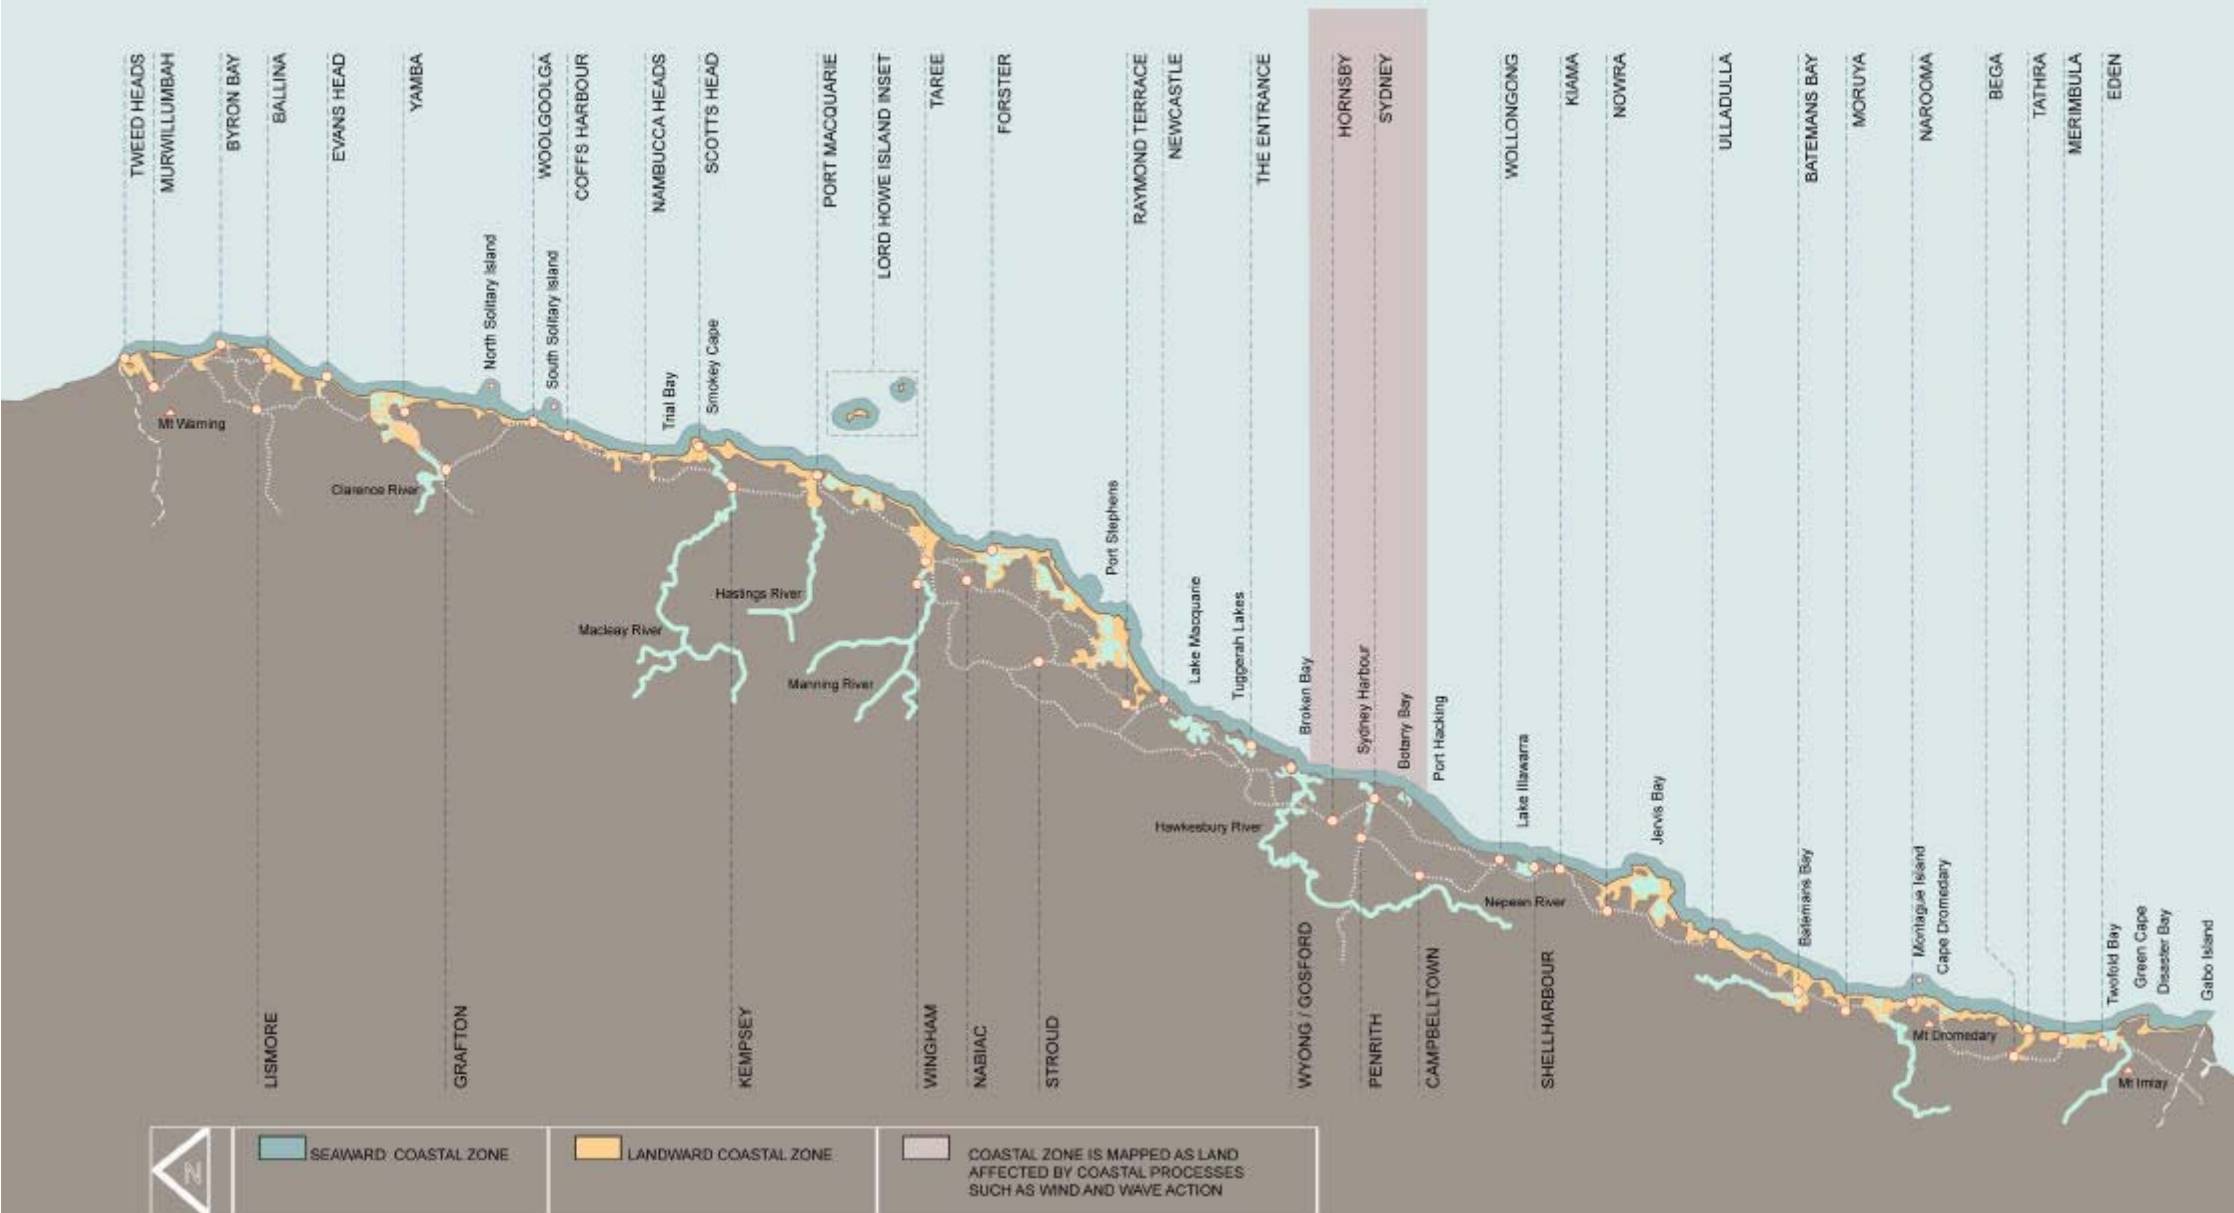 TWEED HEADS
MURWILLUMBAH
BYRON BAY
BALLINA
EVANS HEAD
YAMBA
WOOLGOOLGA
COFFS HARBOUR
NAMBUCCA HEADS
SCOTTS HEAD
PORT MACQUARIE
LORD HOWE ISLAND INSET
TAREE
FORSTER
RAYMOND TERRACE
NEWCASTLE
THE ENTRANCE
HORNSBY
SYDNEY
WOLLONGONG
KIAMA
NOWRA
ULLADULLA
BATEMANS BAY
MORUYA
NAROOMA
BEGA
TATHRA
MERIMBULA
EDEN
North Solitary Island
South Solitary Island
Trial Bay
Smokey Cape
Port Stephens
Lake Macquarie
Tuggerah Lakes
Broken Bay
Sydney Harbour
Botany Bay
Port Hacking
Lake Illawarra
Jervis Bay
Batemans Bay
Montague Island
Cape Dromedary
Twofold Bay
Green Cape
Disaster Bay
Gabo Island
Mt Warning
Clarence River
Macleay River
Hastings River
Manning River
Hawkesbury River
Nepean River
Mt Dromedary
Mt Imlay
LISMORE
GRAFTON
KEMPSEY
WINGHAM
NABIAC
STROUD
WYONG / GOSFORD
PENRITH
CAMPBELLTOWN
SHELLHARBOUR
N
SEAWARD COASTAL ZONE
LANDWARD COASTAL ZONE
COASTAL ZONE IS MAPPED AS LAND
AFFECTED BY COASTAL PROCESSES
SUCH AS WIND AND WAVE ACTION